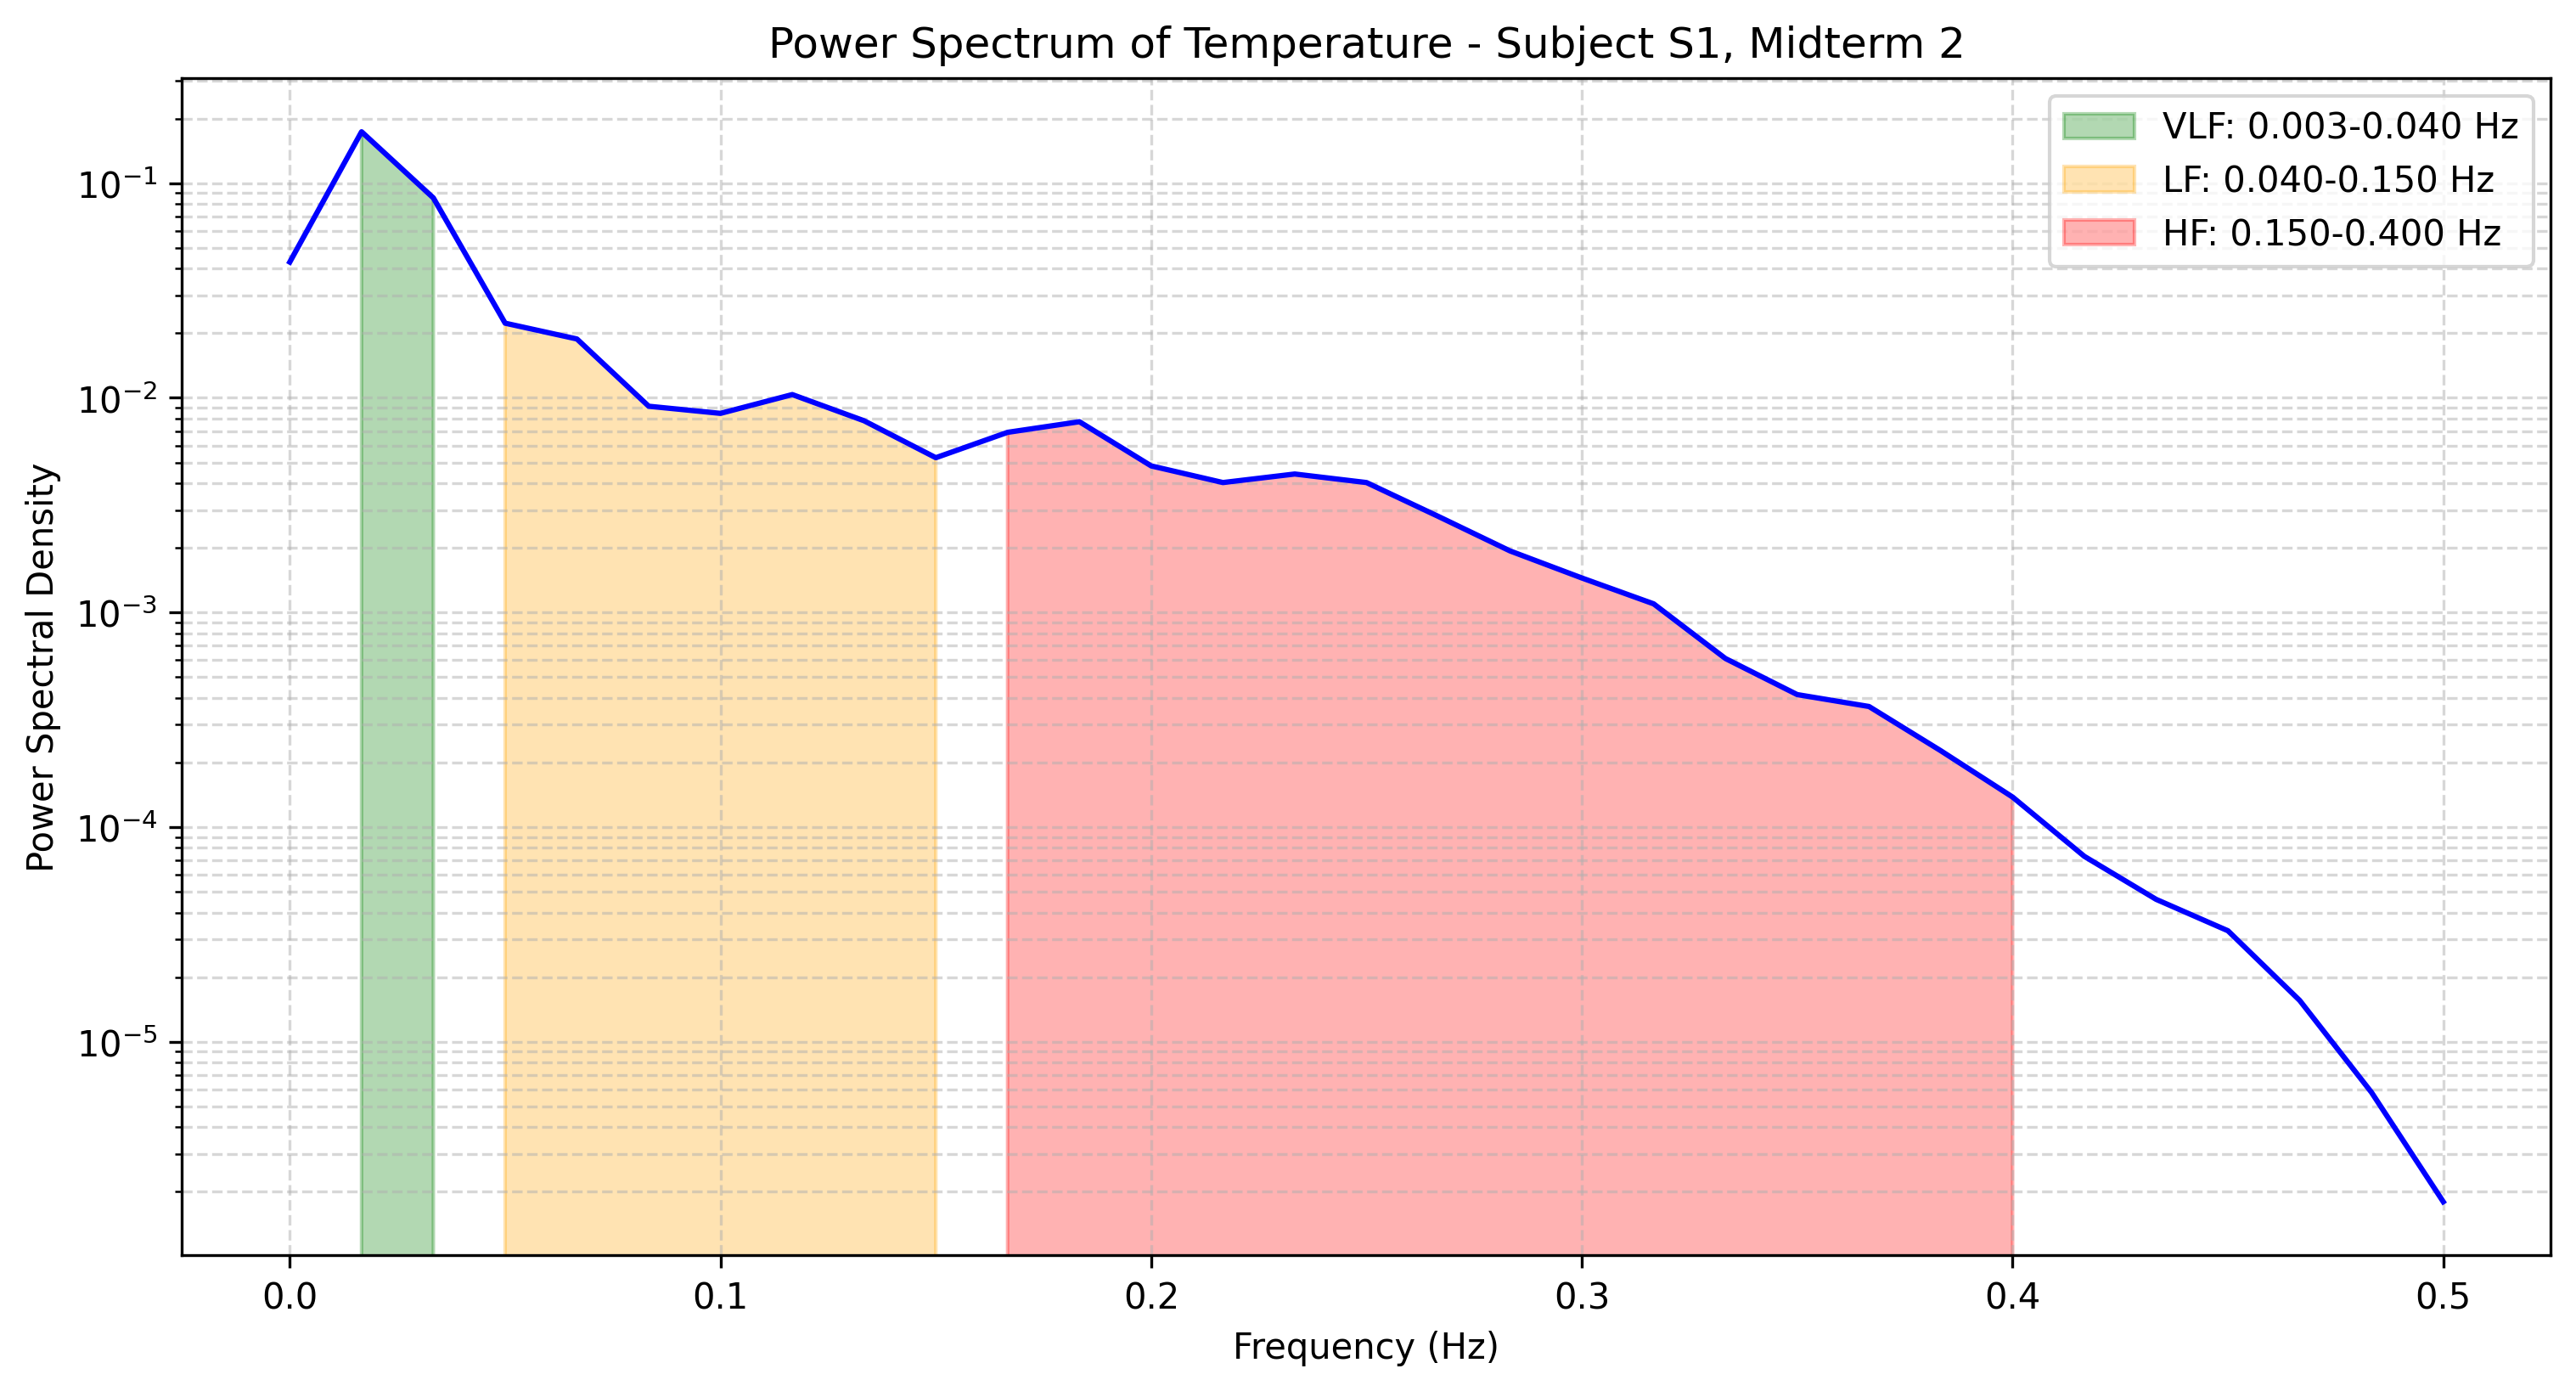 Power Spectrum of Temperature - Subject S1, Midterm 2
VLF: 0.003-0.040 Hz
LF: 0.040-0.150 Hz
HF: 0.150-0.400 Hz
Power Spectral Density
10⁻¹
10⁻²
10⁻³
10⁻⁴
10⁻⁵
0.0 0.1 0.2 0.3 0.4 0.5
Frequency (Hz)